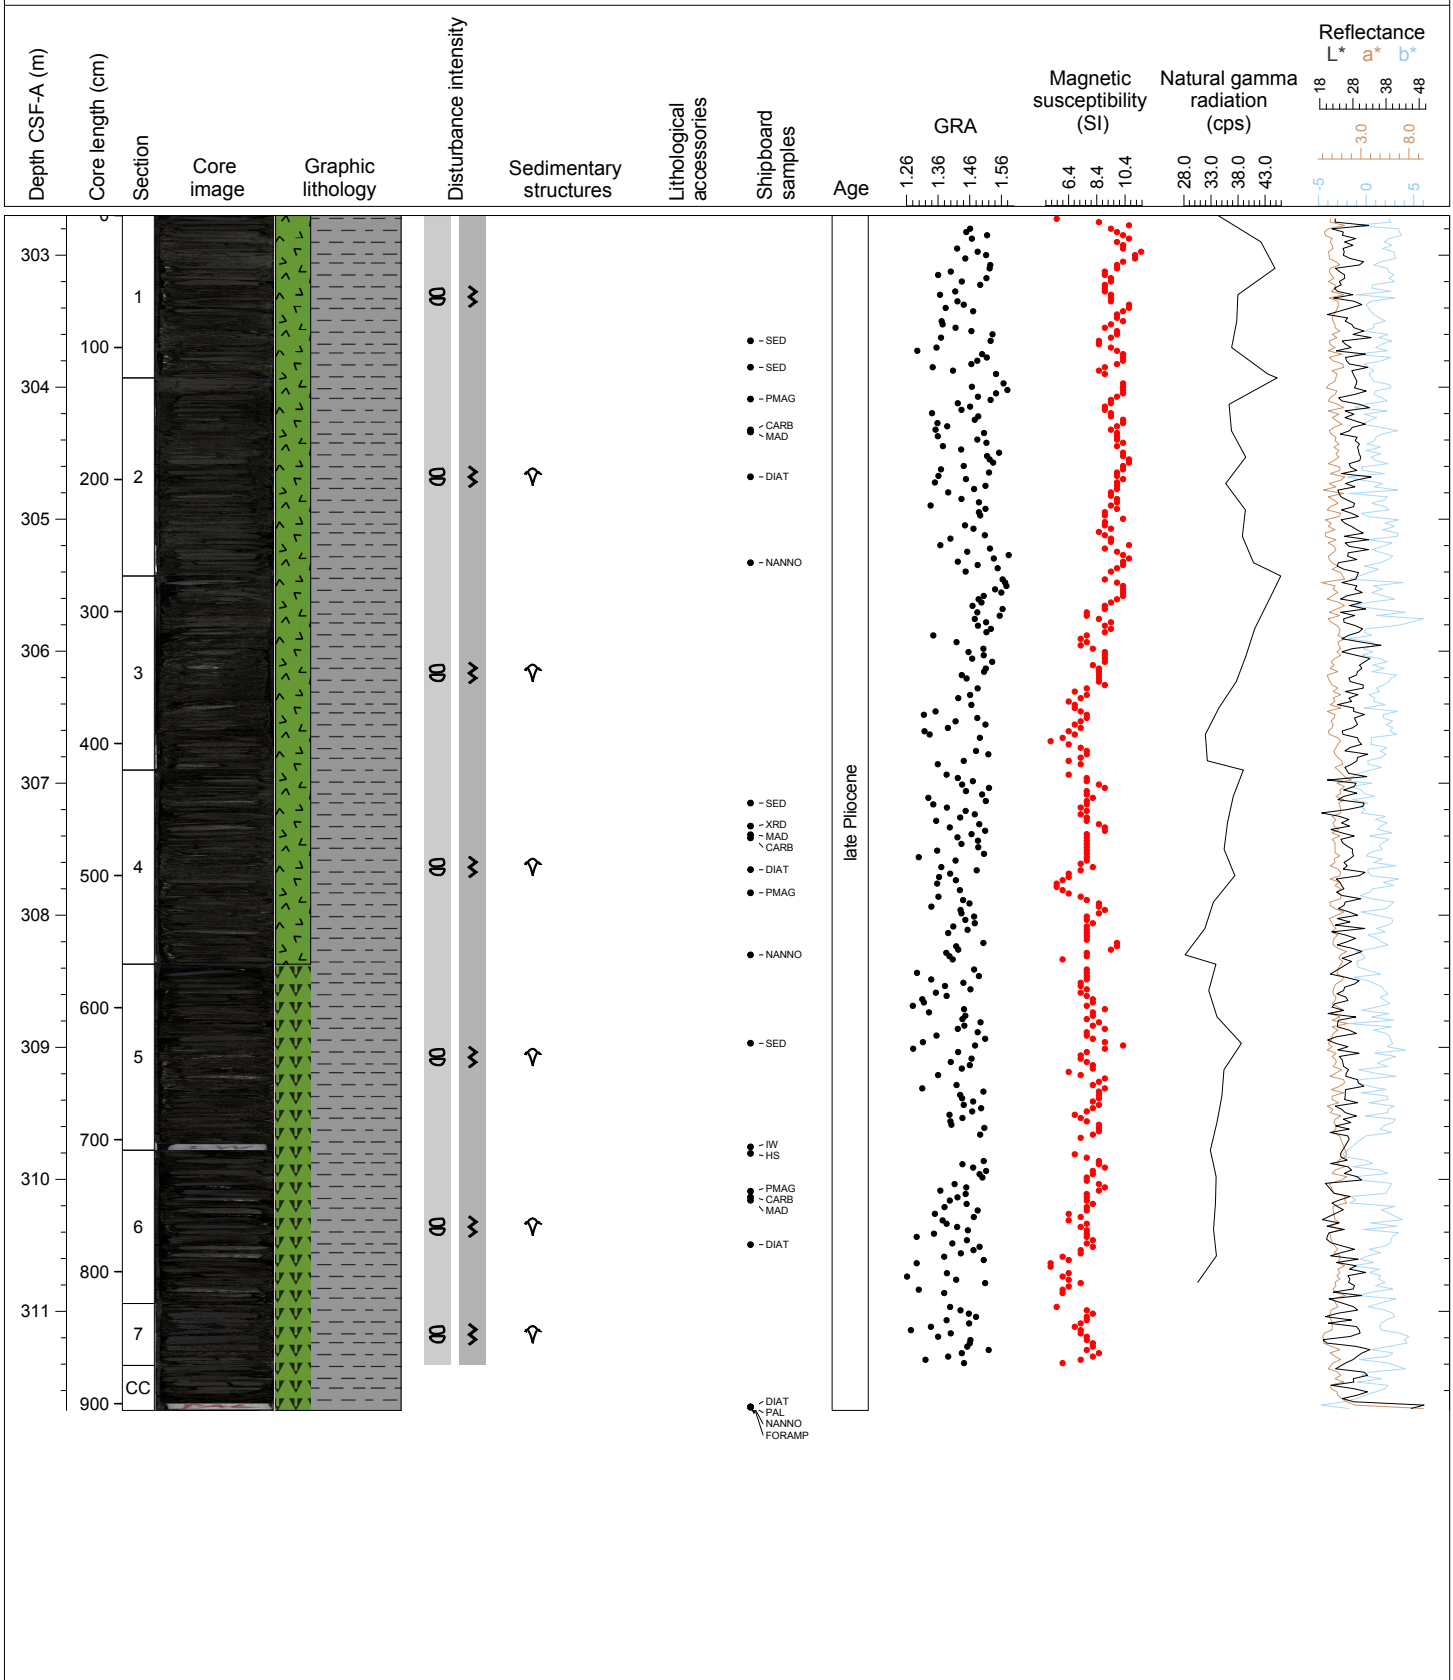 Depth CSF-A (m)
Core length (cm)
Section
Core
image
Graphic
lithology
Disturbance intensity
Sedimentary
structures
Lithological
accessories
Shipboard
samples
Age
GRA
1.26 1.36 1.46 1.56
Magnetic
susceptibility
(SI)
6.4 8.4 10.4
Natural gamma
radiation
(cps)
28.0 33.0 38.0 43.0
Reflectance
L* a* b*
18 28 38 48
3.0 8.0
-5 0 5
0
303
1
100
SED
SED
304
PMAG
CARB
MAD
200
2
DIAT
305
NANNO
300
306
3
400
307
late Pliocene
SED
XRD
MAD
CARB
4
500
DIAT
PMAG
308
NANNO
600
309
5
SED
700
IW
HS
310
PMAG
CARB
MAD
6
DIAT
800
311
7
CC
900
DIAT
PAL
NANNO
FORAMP